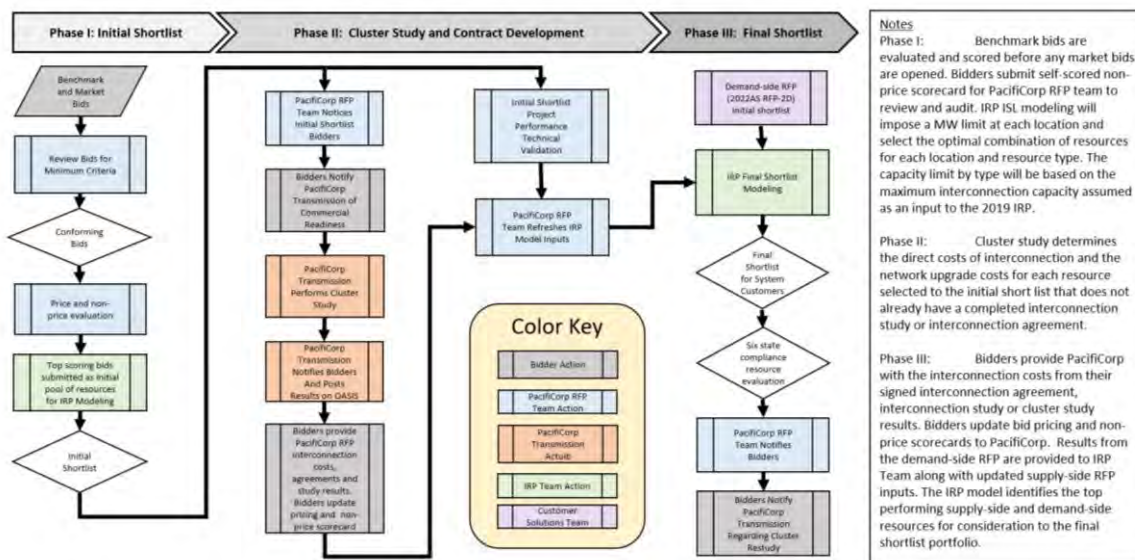 Phase I: Initial Shortlist
Phase II: Cluster Study and Contract Development
Phase III: Final Shortlist
Benchmark
and Market
Bids
Review Bids for
Minimum Criteria
Conforming
Bids
Price and non-
price evaluation
Top scoring bids
submitted as initial
pool of resources
for IRP Modeling
Initial
Shortlist
PacifiCorp RFP
Team Notices
Initial Shortlist
Bidders
Bidders Notify
PacifiCorp
Transmission of
Commercial
Readiness
PacifiCorp
Transmission
Performs Cluster
Study
PacifiCorp
Transmission
Notifies Bidders
And Posts
Results on OASIS
Bidders provide
PacifiCorp RFP
interconnection
costs,
agreements and
study results.
Bidders update
pricing and non-
price scorecard
Initial Shortlist
Project
Performance
Technical
Validation
PacifiCorp RFP
Team Refreshes IRP
Model Inputs
Color Key
Bidder Action
PacifiCorp RFP
Team Action
PacifiCorp
Transmission
Actuib
IRP Team Action
Customer
Solutions Team
Demand-side RFP
(2022AS RFP-2D)
initial shortlist
IRP Final Shortlist
Modeling
Final
Shortlist
for System
Customers
Six state
compliance
resource
evaluation
PacifiCorp RFP
Team Notifies
Bidders
Bidders Notify
PacifiCorp
Transmission
Regarding Cluster
Restudy
Notes
Phase I: Benchmark bids are
evaluated and scored before any market bids
are opened. Bidders submit self-scored non-
price scorecard for PacifiCorp RFP team to
review and audit. IRP ISL modeling will
impose a MW limit at each location and
select the optimal combination of resources
for each location and resource type. The
capacity limit by type will be based on the
maximum interconnection capacity assumed
as an input to the 2019 IRP.
Phase II: Cluster study determines
the direct costs of interconnection and the
network upgrade costs for each resource
selected to the initial short list that does not
already have a completed interconnection
study or interconnection agreement.
Phase III: Bidders provide PacifiCorp
with the interconnection costs from their
signed interconnection agreement,
interconnection study or cluster study
results. Bidders update bid pricing and non-
price scorecards to PacifiCorp. Results from
the demand-side RFP are provided to IRP
Team along with updated supply-side RFP
inputs. The IRP model identifies the top
performing supply-side and demand-side
resources for consideration to the final
shortlist portfolio.